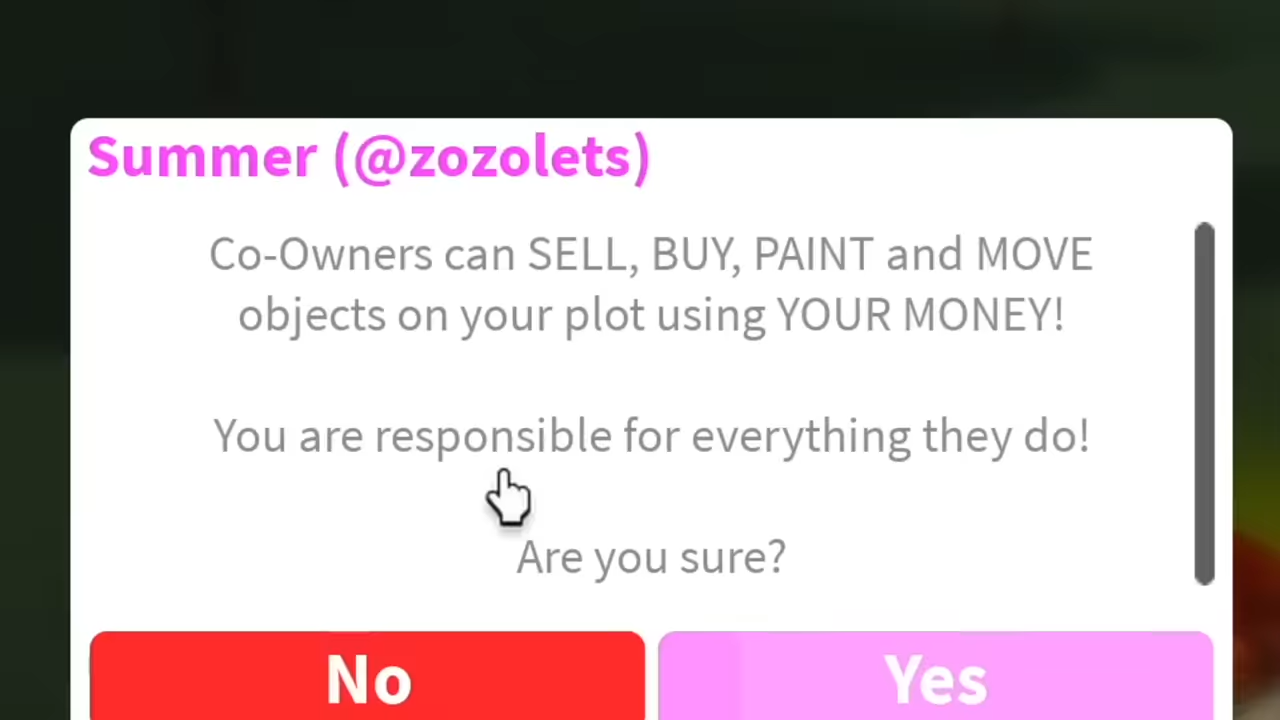 Summer (@zozolets)
Co-Owners can SELL, BUY, PAINT and MOVE
objects on your plot using YOUR MONEY!
You are responsible for everything they do!
Are you sure?
No
Yes